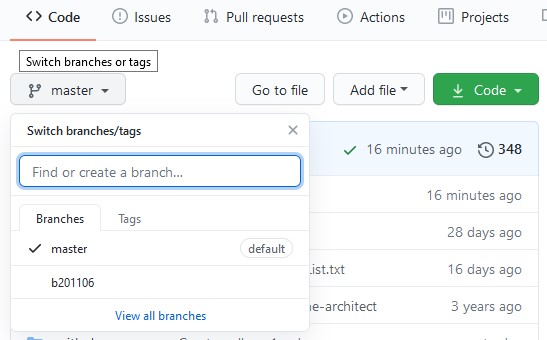 Code Issues Pull requests Actions Projects
Switch branches or tags
master Go to file Add file Code
Switch branches/tags
16 minutes ago 348
Find or create a branch...
16 minutes ago
Branches Tags
28 days ago
master default
List.txt 16 days ago
b201106
ne-architect 3 years ago
View all branches